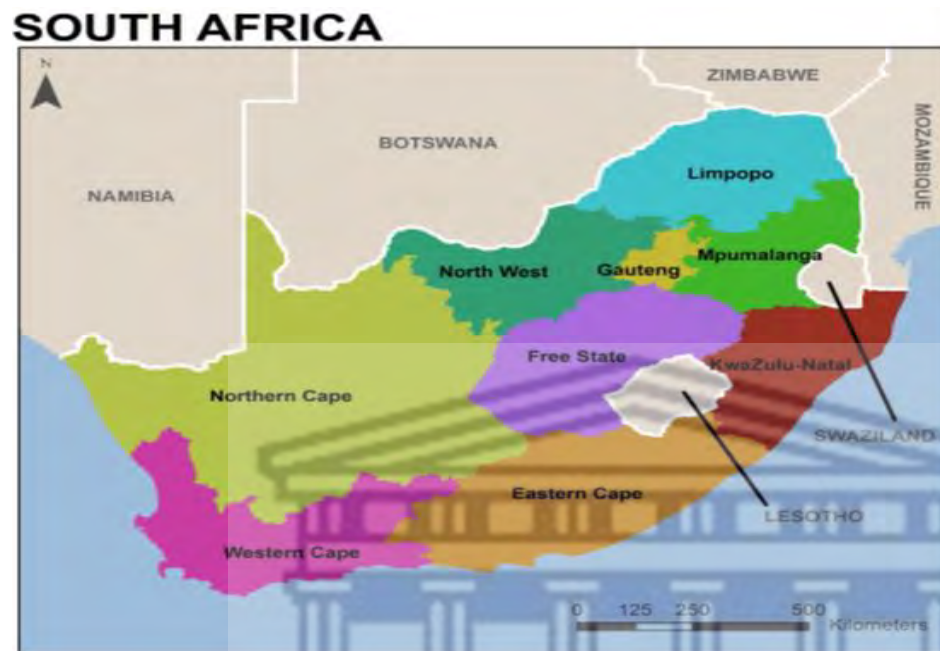 SOUTH AFRICA
N
ZIMBABWE
BOTSWANA
MOZAMBIQUE
Limpopo
NAMIBIA
Mpumalanga
North West
Gauteng
Free State
KwaZulu-Natal
Northern Cape
SWAZILAND
Eastern Cape
LESOTHO
Western Cape
0 125 250 500
Kilometers